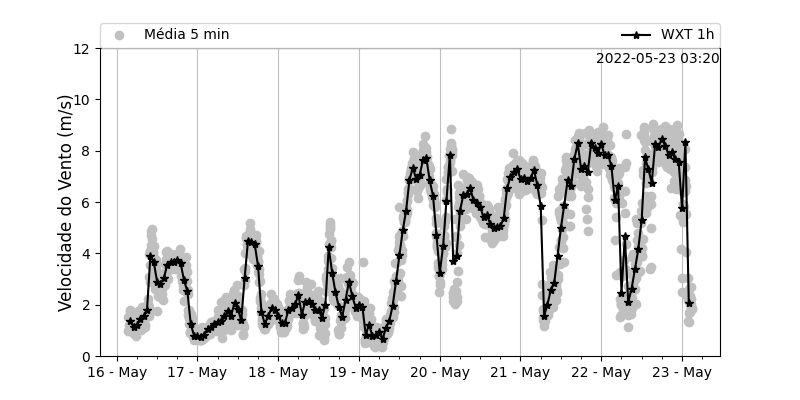 Média 5 min
WXT 1h
2022-05-23 03:20
Velocidade do Vento (m/s)
12
10
8
6
4
2
0
16 - May
17 - May
18 - May
19 - May
20 - May
21 - May
22 - May
23 - May